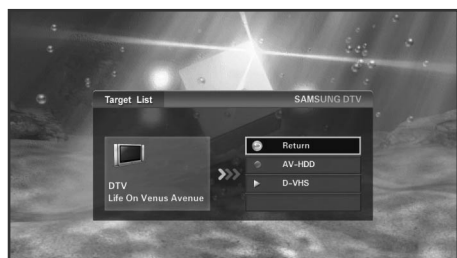 Target List
SAMSUNG DTV
Return
AV-HDD
D-VHS
DTV
Life On Venus Avenue